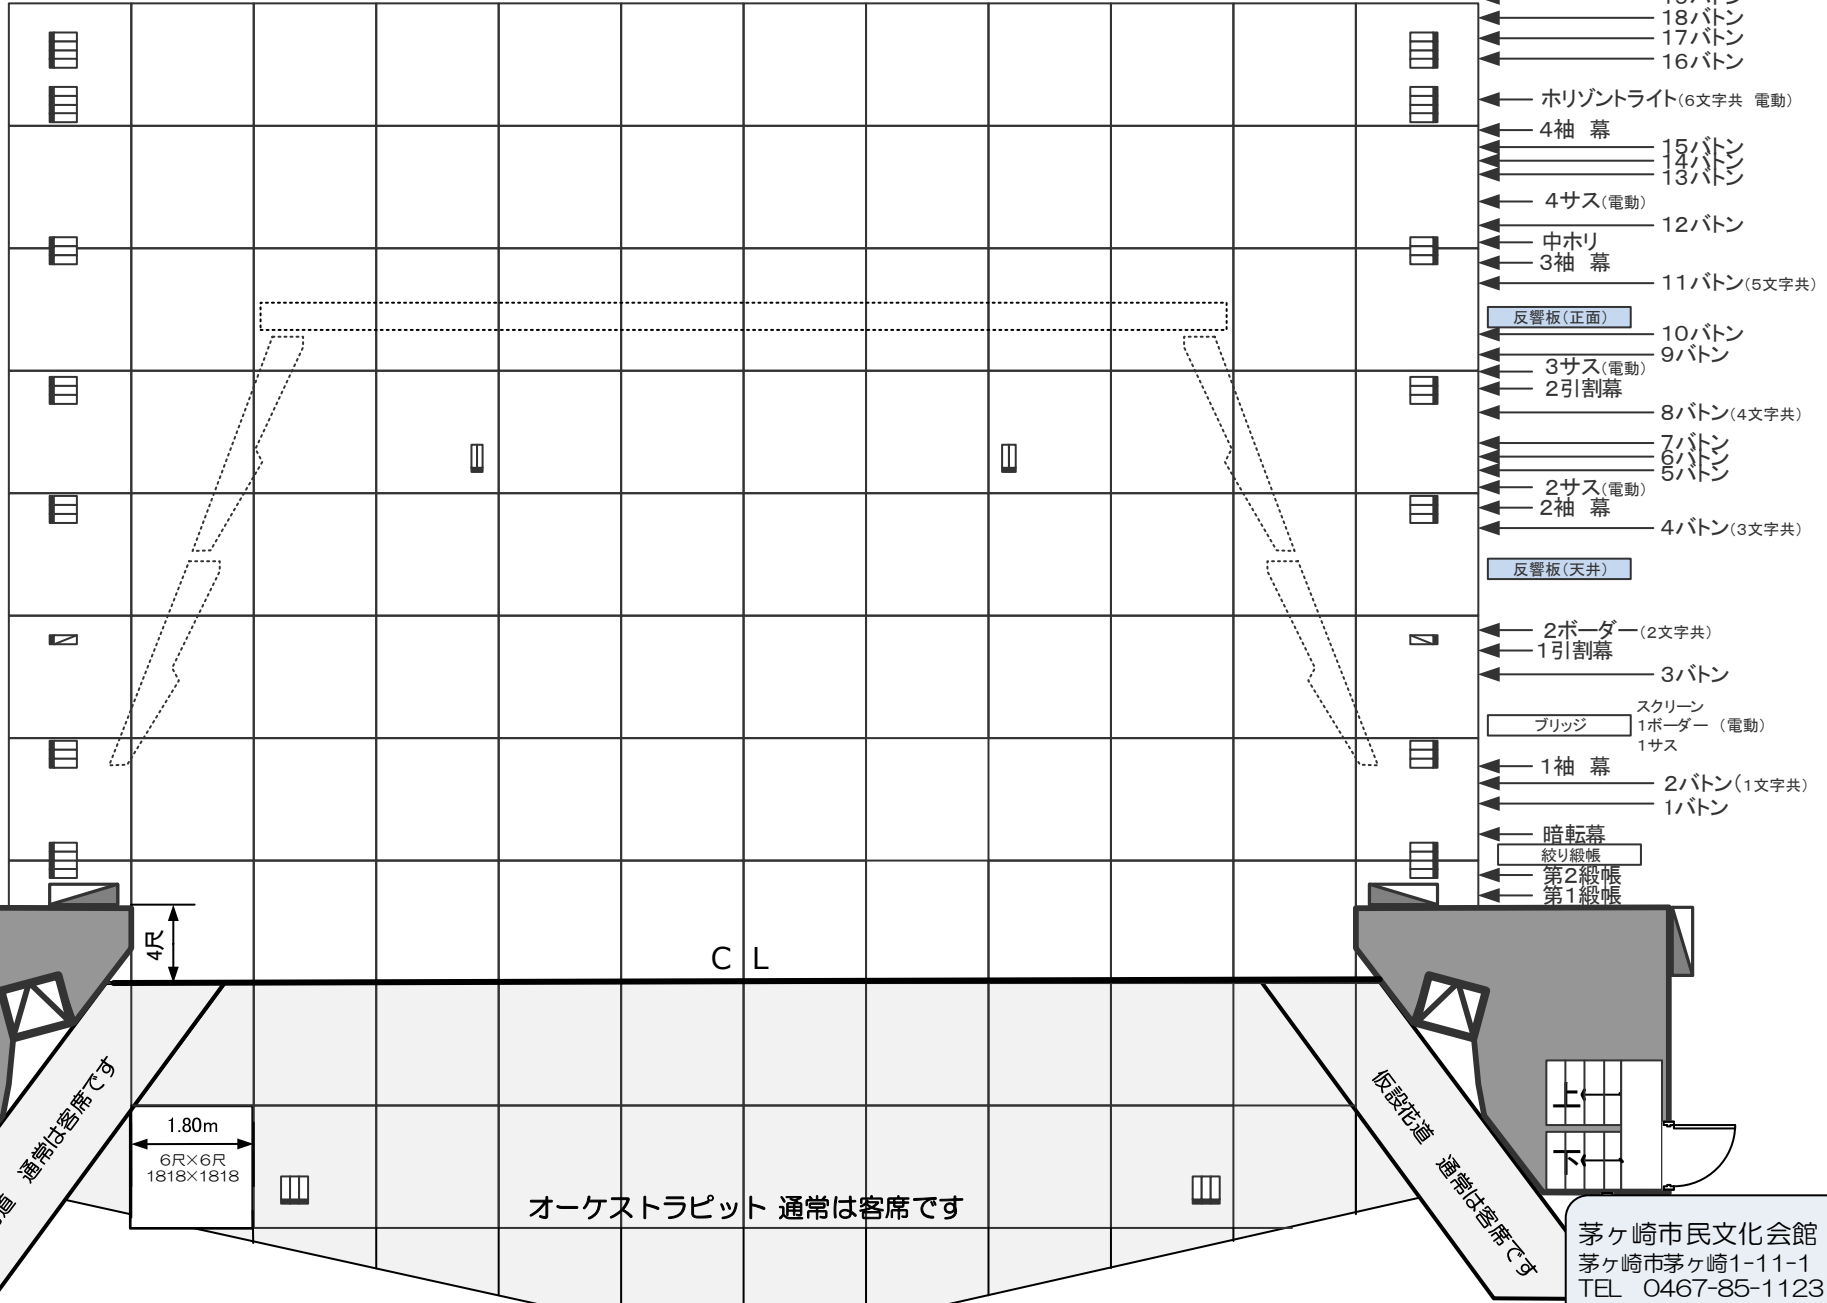 18バトン
17バトン
16バトン
ホリゾントライト(6文字共 電動)
4袖 幕
15バトン
14バトン
13バトン
4サス(電動)
12バトン
中ホリ
3袖 幕
11バトン(5文字共)
反響板(正面)
10バトン
9バトン
3サス(電動)
2引割幕
8バトン(4文字共)
7バトン
6バトン
5バトン
2サス(電動)
2袖 幕
4バトン(3文字共)
反響板(天井)
2ボーダー(2文字共)
1引割幕
3バトン
スクリーン
ブリッジ 1ボーダー (電動)
1サス
1袖 幕
2バトン(1文字共)
1バトン
暗転幕
絞り緞帳
第2緞帳
第1緞帳
4尺
C L
道 通常は客席です
仮設花道 通常は客席です
1.80m
6尺×6尺
1818×1818
オーケストラピット 通常は客席です
茅ヶ崎市民文化会館
茅ヶ崎市茅ヶ崎1-11-1
TEL 0467-85-1123